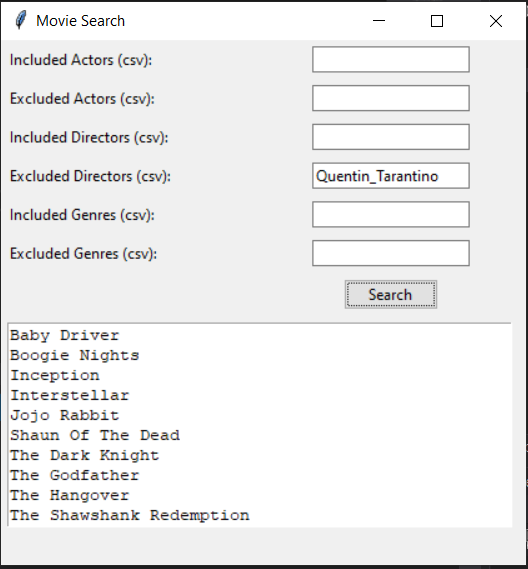 Movie Search
Included Actors (csv):
Excluded Actors (csv):
Included Directors (csv):
Excluded Directors (csv): Quentin_Tarantino
Included Genres (csv):
Excluded Genres (csv):
Search
Baby Driver
Boogie Nights
Inception
Interstellar
Jojo Rabbit
Shaun Of The Dead
The Dark Knight
The Godfather
The Hangover
The Shawshank Redemption